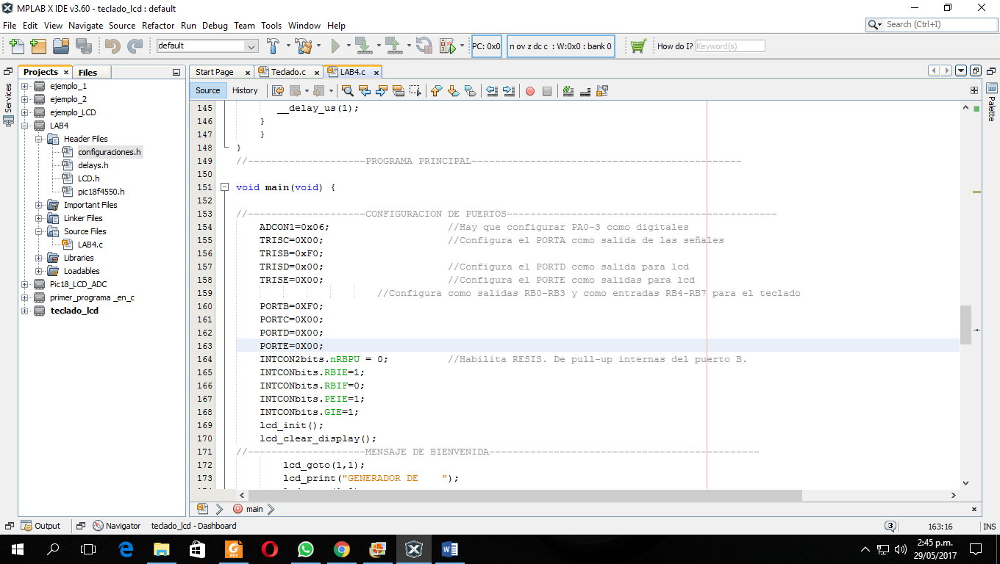 MPLAB X IDE v3.60 - teclado_lcd : default
File Edit View Navigate Source Refactor Run Debug Team Tools Window Help
Search (Ctrl+I)
default
PC: 0x0
n ov z dc c : W:0x0 : bank 0
How do I?
Keyword(s)
Projects
Files
Services
ejemplo_1
ejemplo_2
ejemplo_LCD
LAB4
Header Files
configuraciones.h
delays.h
LCD.h
pic18f4550.h
Important Files
Linker Files
Source Files
LAB4.c
Libraries
Loadables
Pic18_LCD_ADC
primer_programa _en_c
teclado_lcd
Start Page
Teclado.c
LAB4.c
Source
History
Palette
145 __delay_us(1);
146 }
147 }
148 }
149 //--------------------PROGRAMA PRINCIPAL----------------------------------------------
150
151 void main(void) {
152
153 //--------------------CONFIGURACION DE PUERTOS----------------------------------------------
154 ADCON1=0x06; //Hay que configurar PA0-3 como digitales
155 TRISC=0X00; //Configura el PORTA como salida de las señales
156 TRISB=0xF0;
157 TRISD=0x00; //Configura el PORTD como salida para lcd
158 TRISE=0X00; //Configura el PORTE como salidas para lcd
159 //Configura como salidas RB0-RB3 y como entradas RB4-RB7 para el teclado
160 PORTB=0XF0;
161 PORTC=0X00;
162 PORTD=0X00;
163 PORTE=0X00;
164 INTCON2bits.nRBPU = 0; //Habilita RESIS. De pull-up internas del puerto B.
165 INTCONbits.RBIE=1;
166 INTCONbits.RBIF=0;
167 INTCONbits.PEIE=1;
168 INTCONbits.GIE=1;
169 lcd_init();
170 lcd_clear_display();
171 //--------------------MENSAJE DE BIENVENIDA----------------------------------------------
172 lcd_goto(1,1);
173 lcd_print("GENERADOR DE    ");
main
Output
Navigator
teclado_lcd - Dashboard
3
163:16
INS
2:45 p.m.
29/05/2017